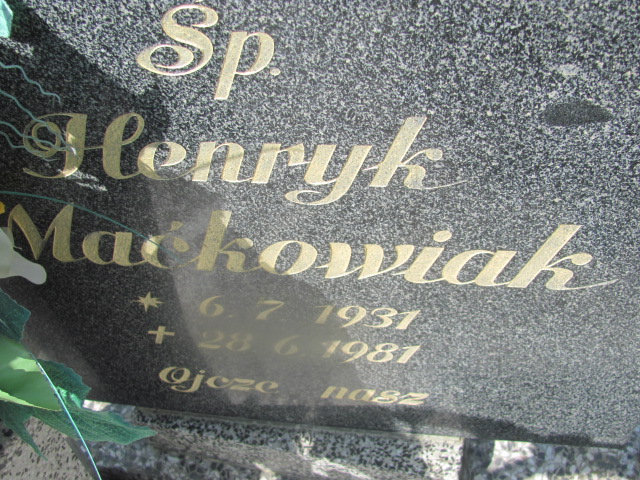 Sp.
Henryk
Maćkowiak
* 6. 7 1931
+ 28 6 1981
Ojcze nasz